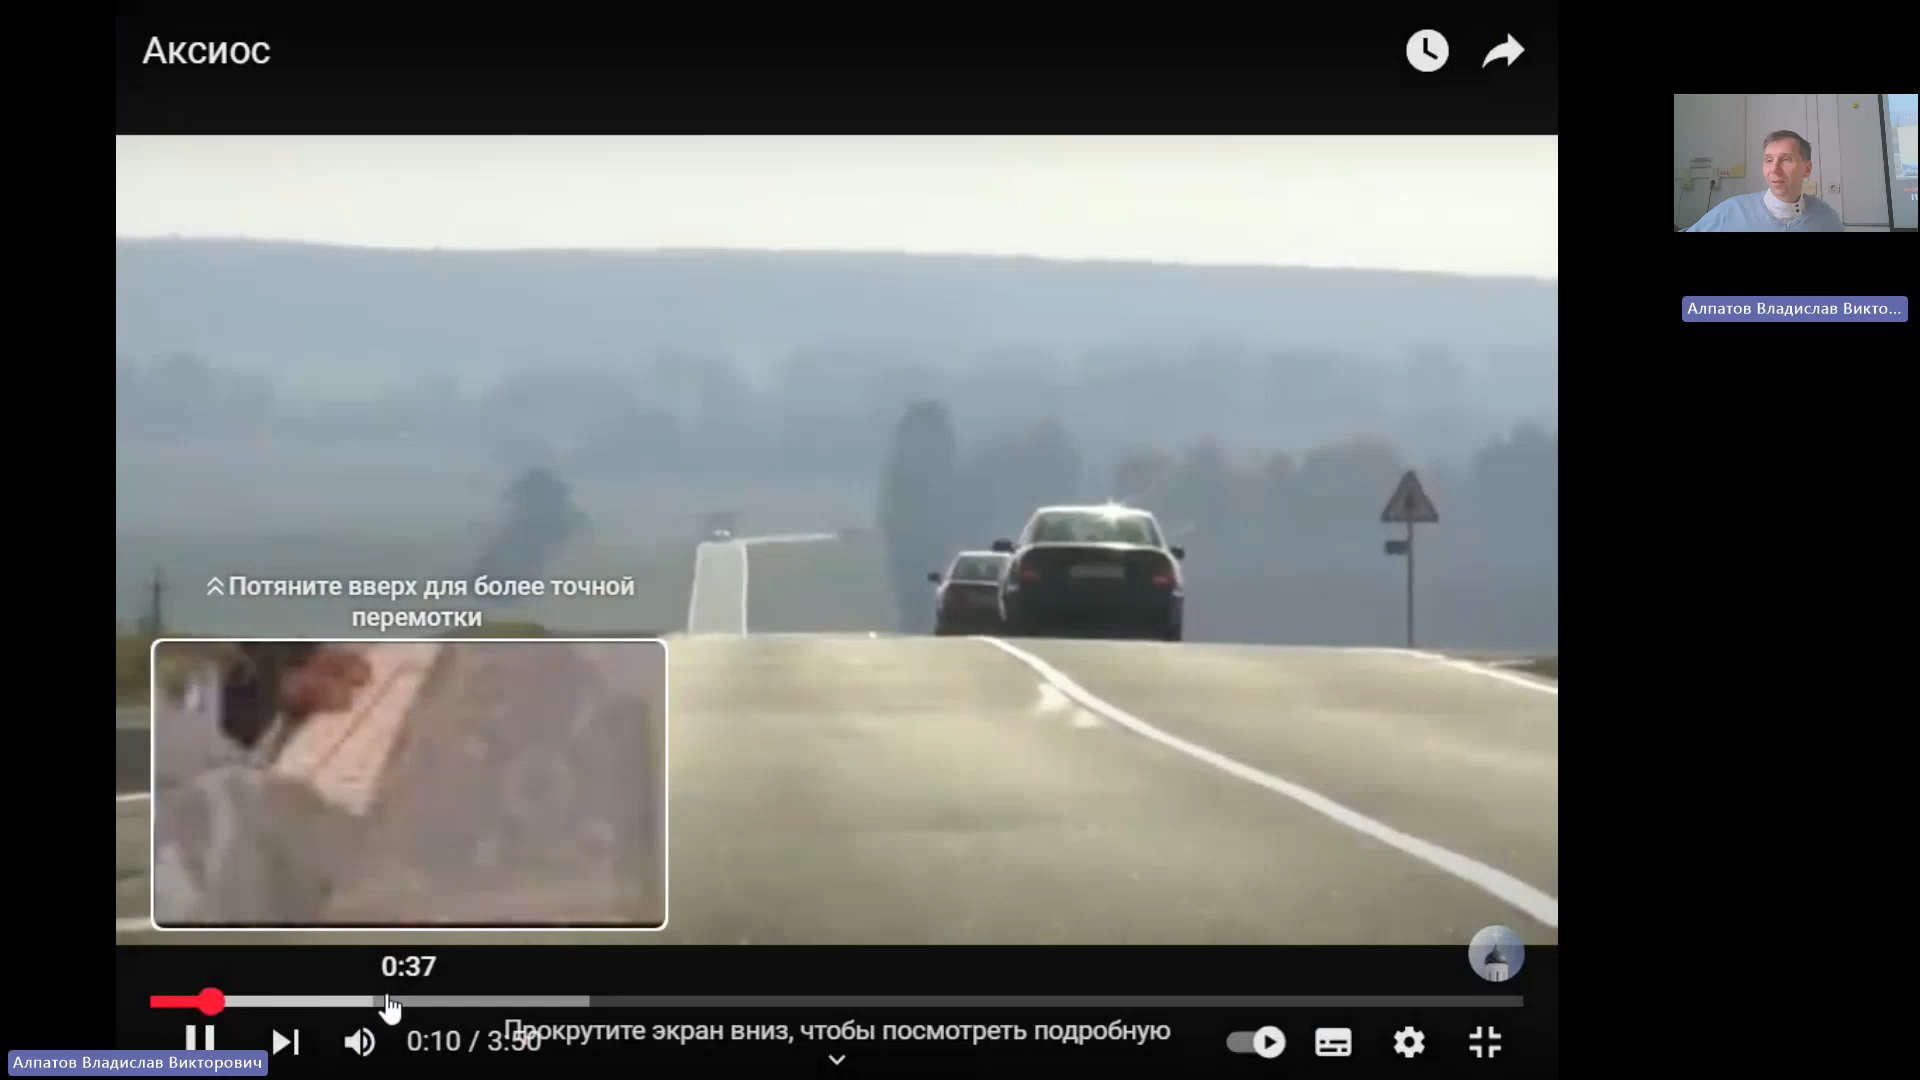 Аксиос
Алпатов Владислав Викто...
Потяните вверх для более точной
перемотки
0:37
0:10 / 3:50
Прокрутите экран вниз, чтобы посмотреть подробную
Алпатов Владислав Викторович